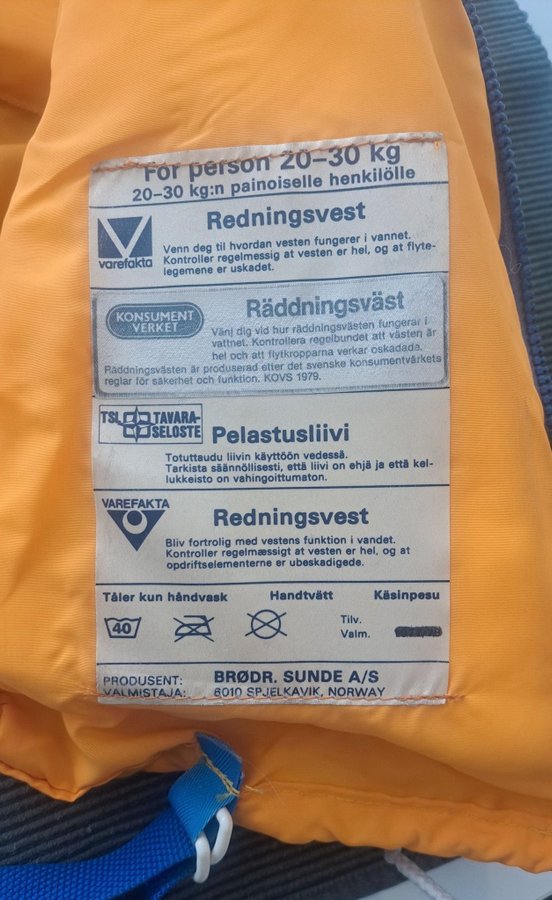 For person 20–30 kg
20–30 kg:n painoiselle henkilölle
Redningsvest
varefakta
Venn deg til hvordan vesten fungerer i vannet.
Kontroller regelmessig at vesten er hel, og at flyte-
legemene er uskadet.
KONSUMENT
VERKET
Räddningsväst
Vänj dig vid hur räddningsvästen fungerar i
vattnet. Kontrollera regelbundet att västen är
hel och att flytkropparna verkar oskadada.
Räddningsvästen är producerad etter det svenske konsumentvärkets
reglar för säkerhet och funktion. KOVS 1979.
TSL TAVARA-
SELOSTE
Pelastusliivi
Totuttaudu liivin käyttöön vedessä.
Tarkista säännöllisesti, että liivi on ehjä ja että kel-
lukkeisto on vahingoittumaton.
VAREFAKTA
Redningsvest
Bliv fortrolig med vestens funktion i vandet.
Kontroller regelmæssigt at vesten er hel, og at
opdriftselementerne er ubeskadigede.
Tåler kun håndvask Handtvätt Käsinpesu
40
Tilv.
Valm.
PRODUSENT: BRØDR. SUNDE A/S
VALMISTAJA: 6010 SPJELKAVIK, NORWAY